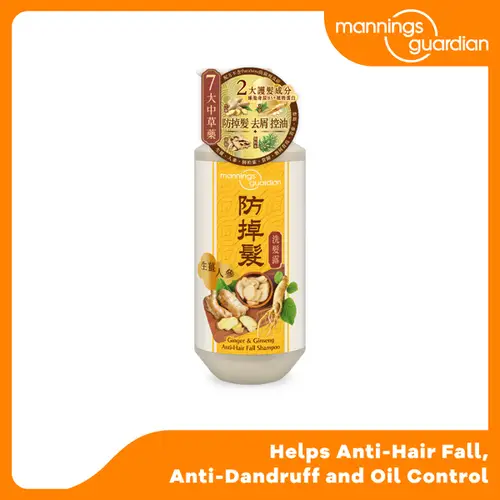 mannings
guardian
7大中草藥
2大護髮成分
防掉髮 去屑 控油
mannings
guardian
防掉髮
洗髮露
生薑人參
Ginger & Ginseng
Anti-Hair Fall Shampoo
Helps Anti-Hair Fall,
Anti-Dandruff and Oil Control